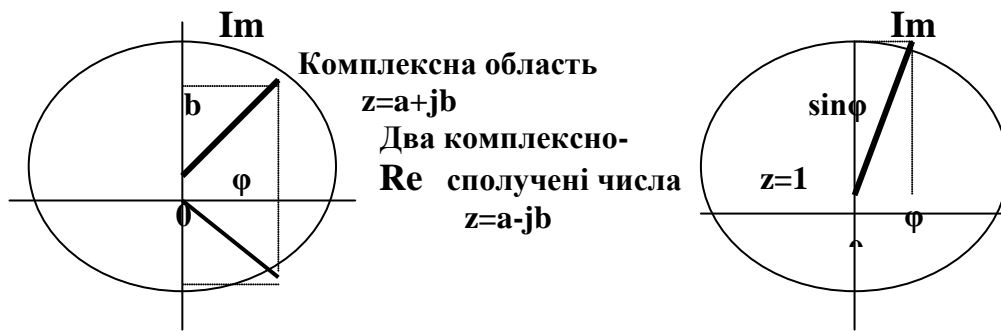 Im
Комплексна область
b
z=a+jb
Два комплексно-
φ
Re сполучені числа
0
z=a-jb
Im
sinφ
z=1
φ